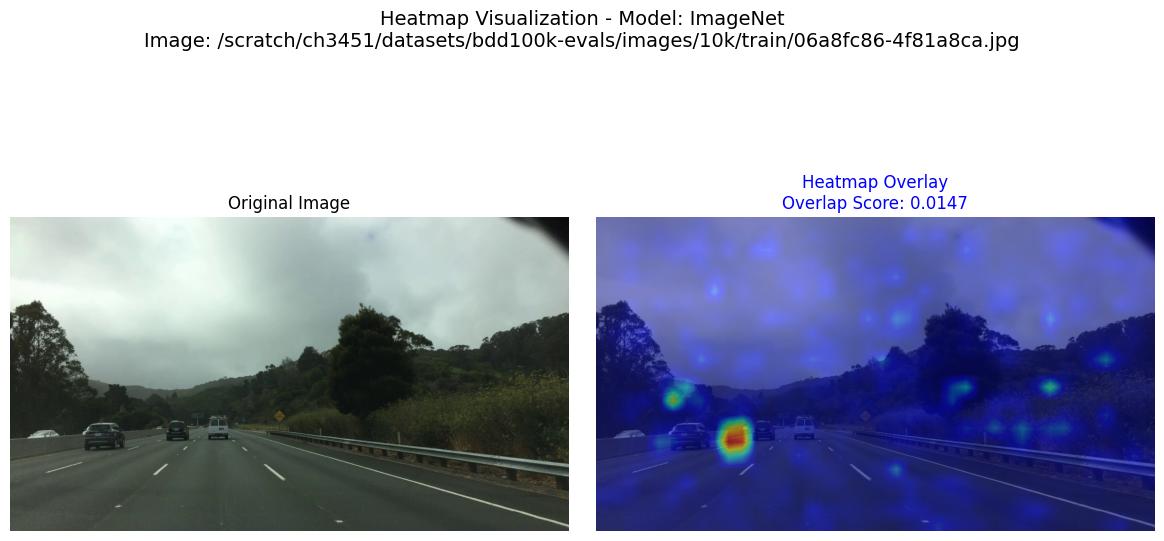 Heatmap Visualization - Model: ImageNet
Image: /scratch/ch3451/datasets/bdd100k-evals/images/10k/train/06a8fc86-4f81a8ca.jpg
Original Image
Heatmap Overlay
Overlap Score: 0.0147